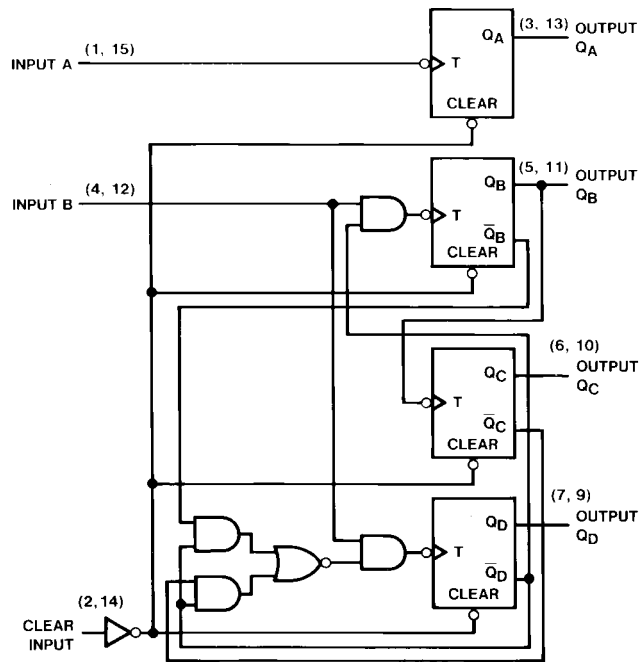 (3, 13) OUTPUT
QA
QA
INPUT A (1, 15)
T
CLEAR
(5, 11) OUTPUT
QB
QB
INPUT B (4, 12)
T
Q̅B
CLEAR
(6, 10)
OUTPUT
QC
QC
T
Q̅C
CLEAR
(7, 9)
OUTPUT
QD
QD
T
Q̅D
CLEAR
(2, 14)
CLEAR
INPUT